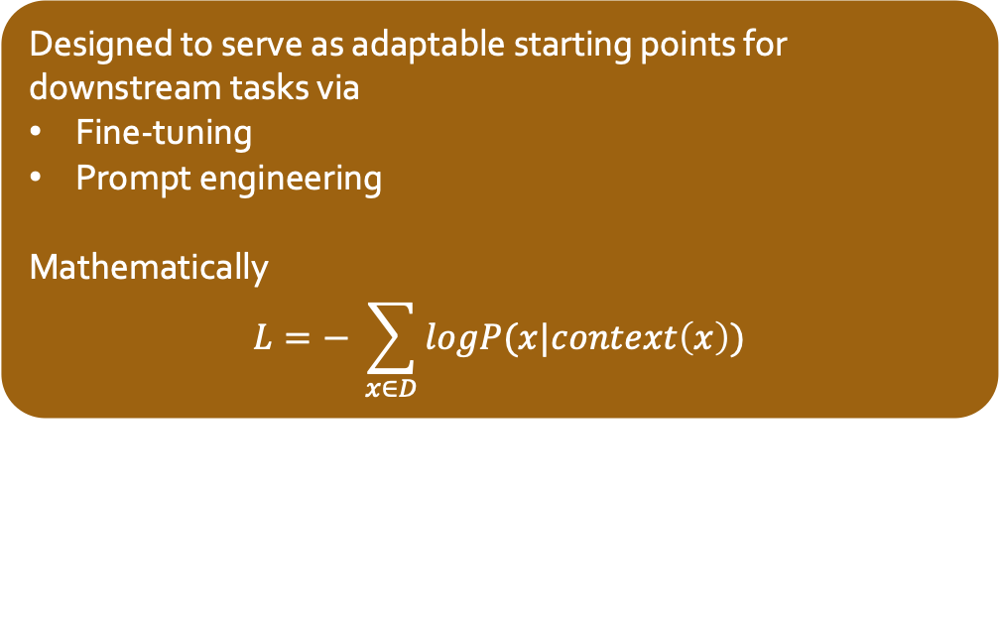 Designed to serve as adaptable starting points for
downstream tasks via
• Fine-tuning
• Prompt engineering
Mathematically
L = − ∑ logP(x|context(x))
x∈D